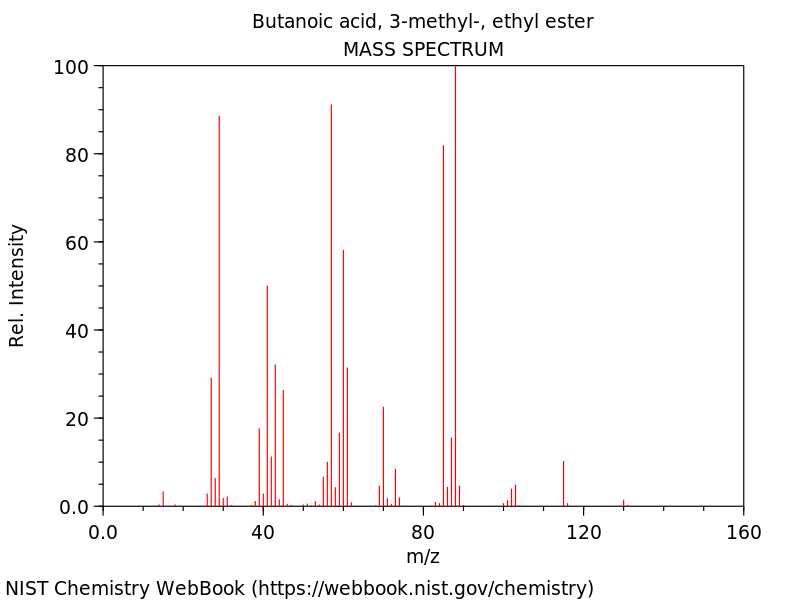 Butanoic acid, 3-methyl-, ethyl ester
MASS SPECTRUM
Rel. Intensity
100
80
60
40
20
0.0
0.0 40 80 120 160
m/z
NIST Chemistry WebBook (https://webbook.nist.gov/chemistry)